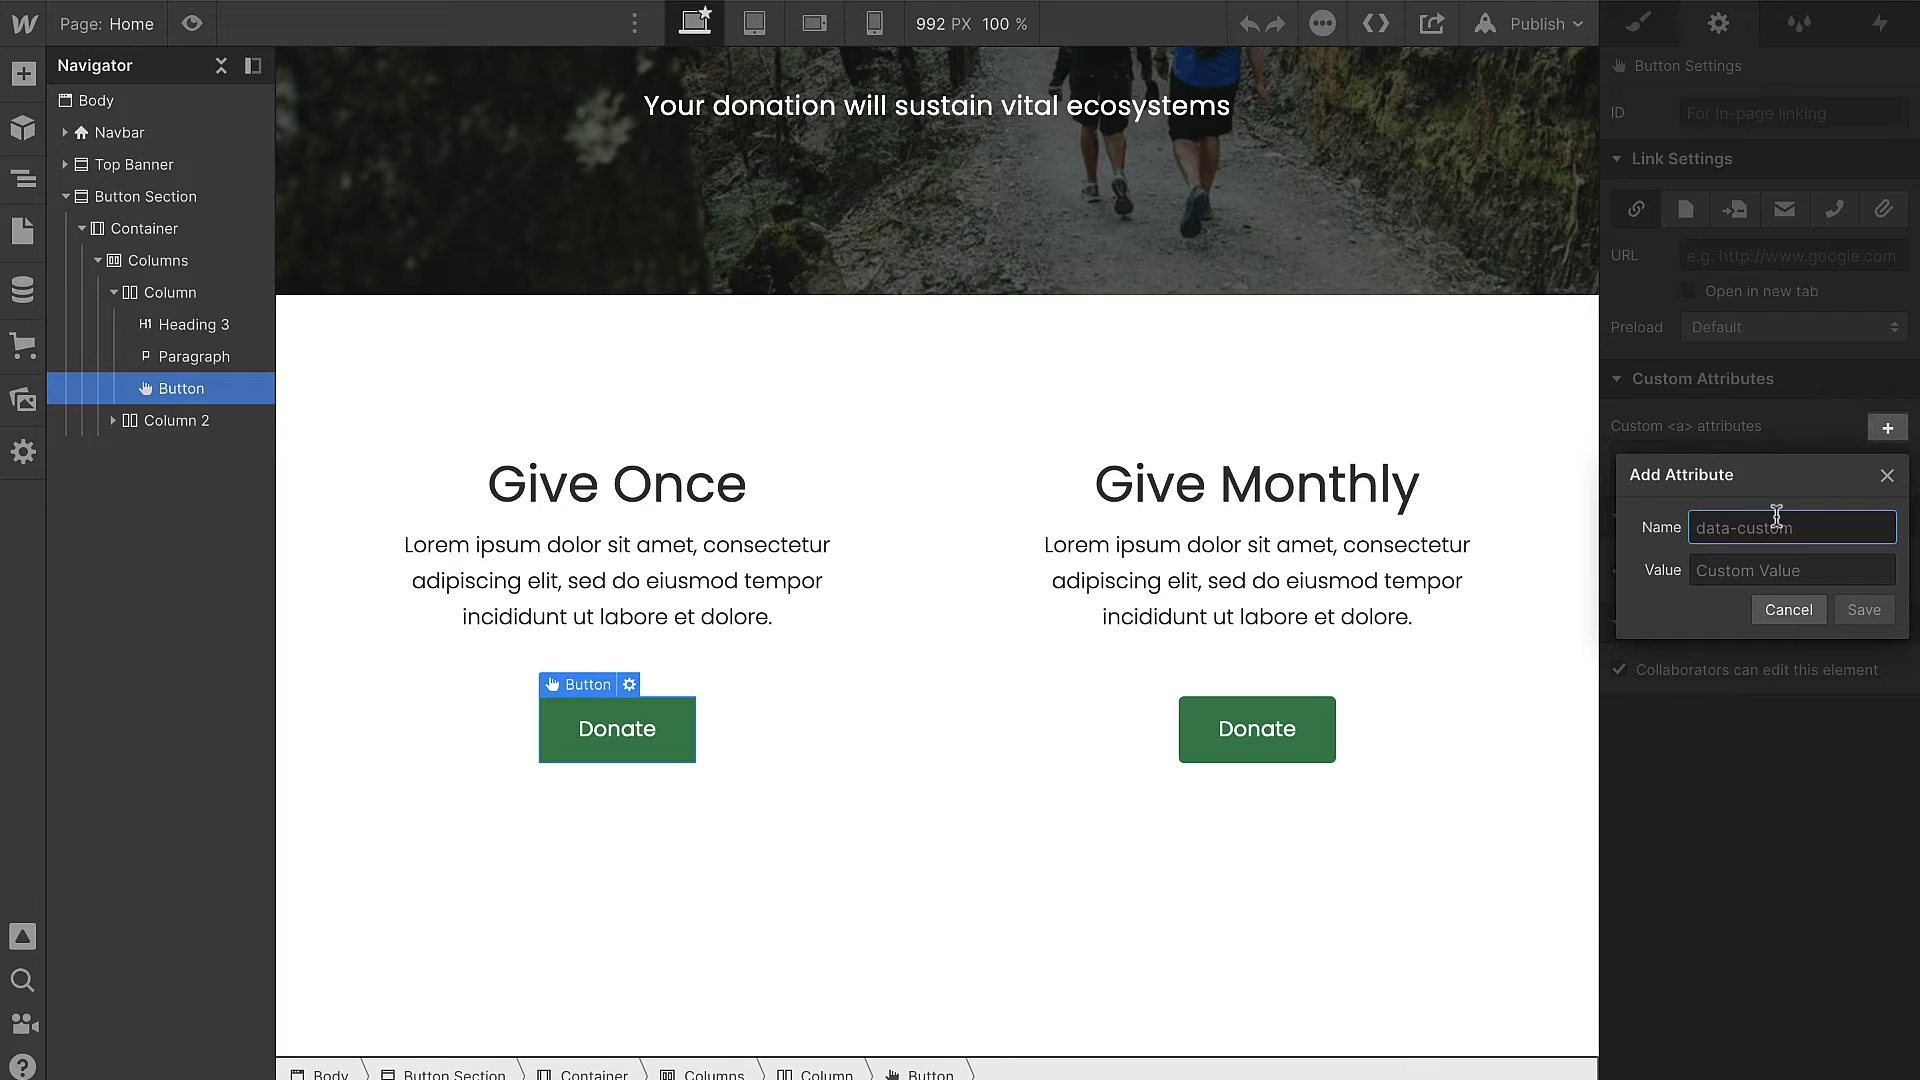 Page: Home
992 PX 100 %
Publish
Navigator
Body
Navbar
Top Banner
Button Section
Container
Columns
Column
H1 Heading 3
P Paragraph
Button
Column 2
Your donation will sustain vital ecosystems
Give Once
Lorem ipsum dolor sit amet, consectetur
adipiscing elit, sed do eiusmod tempor
incididunt ut labore et dolore.
Button
Donate
Give Monthly
Lorem ipsum dolor sit amet, consectetur
adipiscing elit, sed do eiusmod tempor
incididunt ut labore et dolore.
Donate
Button Settings
ID For in-page linking
Link Settings
URL e.g. http://www.google.com
Open in new tab
Preload Default
Custom Attributes
Custom <a> attributes
Add Attribute
Name data-custom
Value Custom Value
Cancel Save
Collaborators can edit this element
Body Button Section Container Columns Column Button